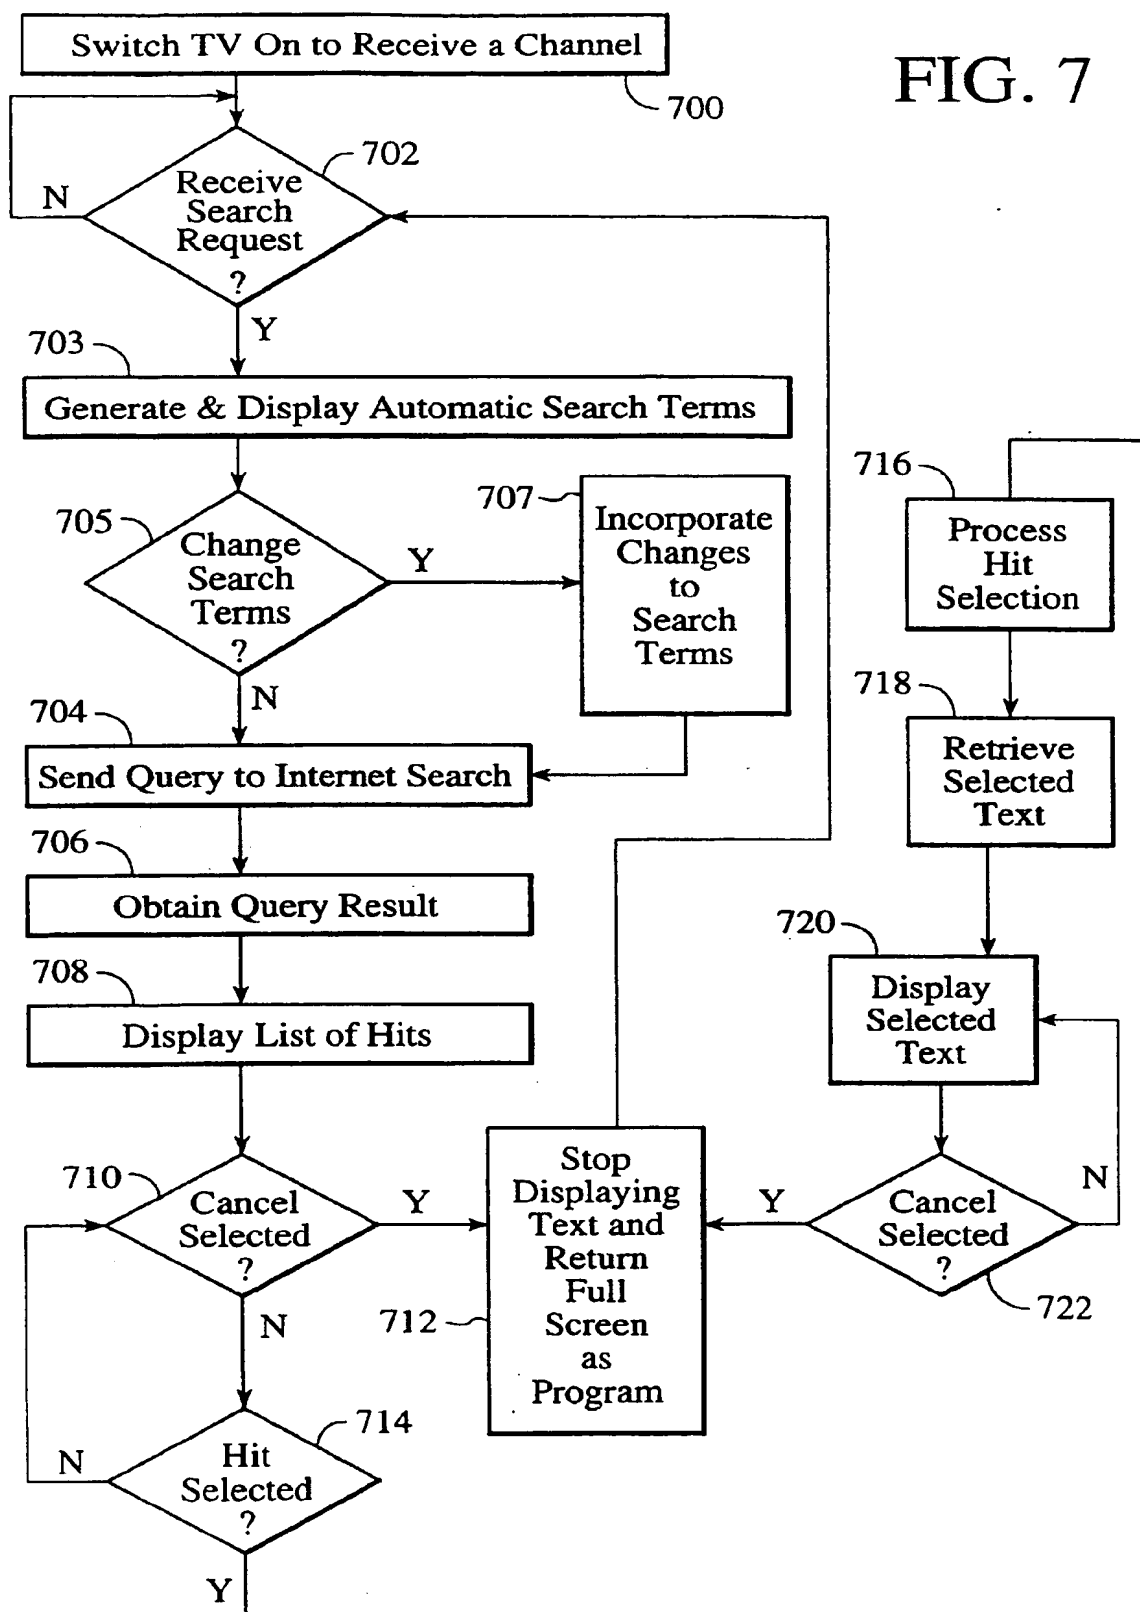 Switch TV On to Receive a Channel
700
FIG. 7
702
Receive
Search
Request
?
N
Y
703
Generate & Display Automatic Search Terms
705
Change
Search
Terms
?
Y
N
707
Incorporate
Changes
to
Search
Terms
704
Send Query to Internet Search
706
Obtain Query Result
708
Display List of Hits
710
Cancel
Selected
?
Y
N
712
Stop
Displaying
Text and
Return
Full
Screen
as
Program
714
Hit
Selected
?
N
Y
716
Process
Hit
Selection
718
Retrieve
Selected
Text
720
Display
Selected
Text
Cancel
Selected
?
Y
N
722